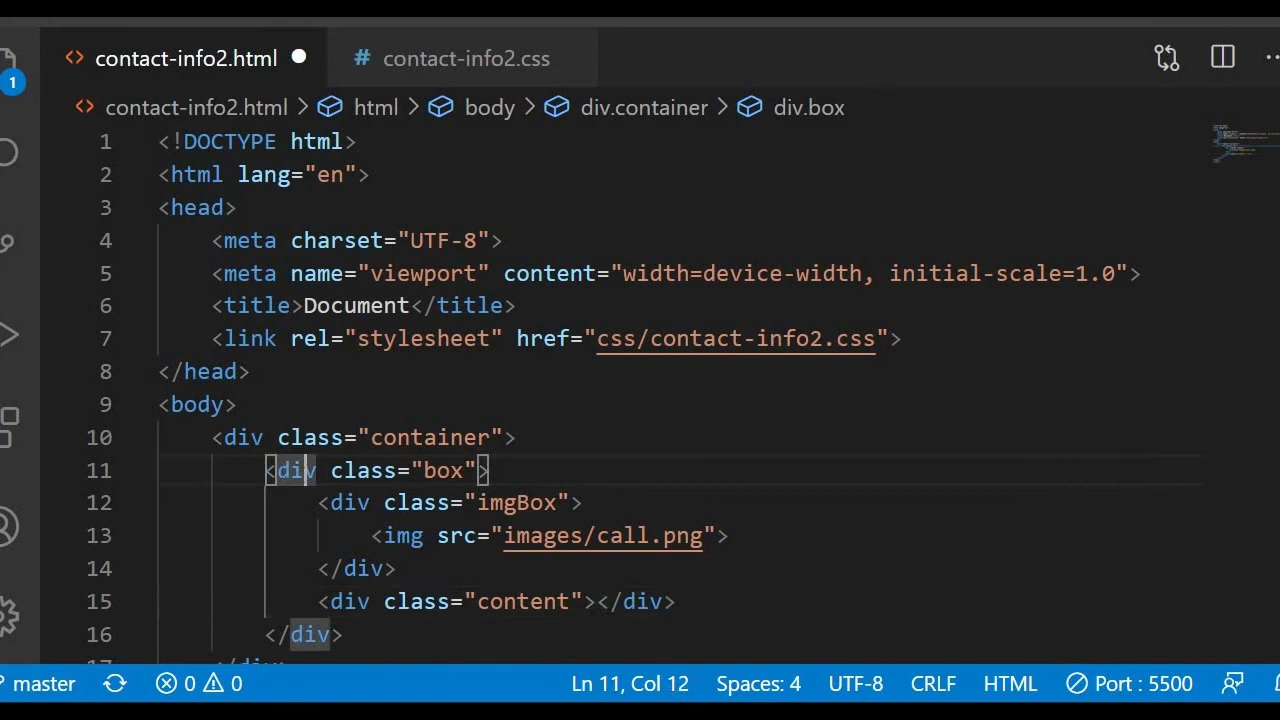 contact-info2.html
# contact-info2.css
1
contact-info2.html > html > body > div.container > div.box
1 <!DOCTYPE html>
2 <html lang="en">
3 <head>
4 <meta charset="UTF-8">
5 <meta name="viewport" content="width=device-width, initial-scale=1.0">
6 <title>Document</title>
7 <link rel="stylesheet" href="css/contact-info2.css">
8 </head>
9 <body>
10 <div class="container">
11 <div class="box">
12 <div class="imgBox">
13 <img src="images/call.png">
14 </div>
15 <div class="content"></div>
16 </div>
17 </div>
master 0 0 Ln 11, Col 12 Spaces: 4 UTF-8 CRLF HTML Port : 5500